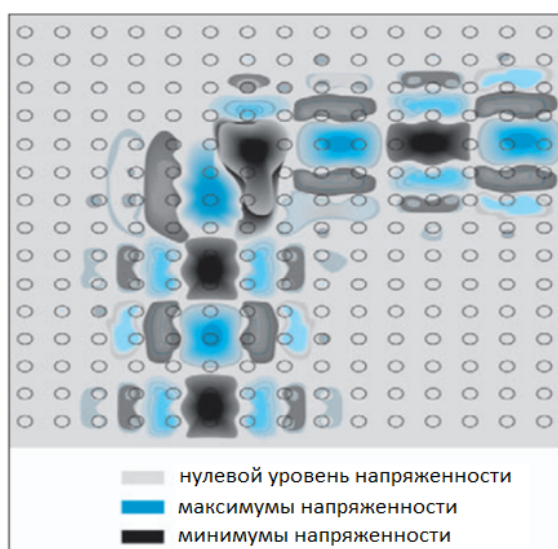 нулевой уровень напряженности
максимумы напряженности
минимумы напряженности